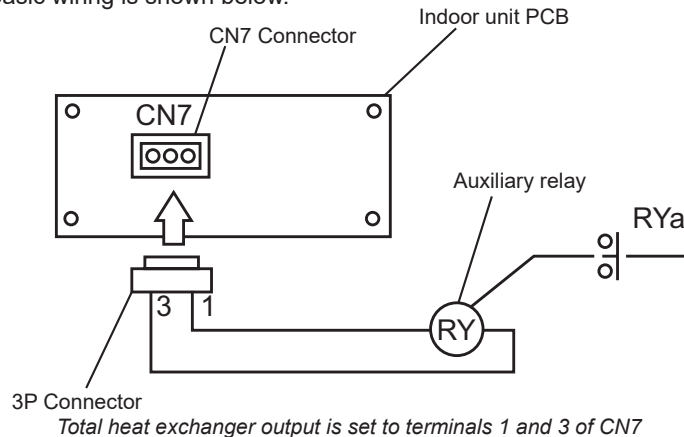 basic wiring is shown below.
Indoor unit PCB
CN7 Connector
CN7
Auxiliary relay
RYa
3 1
RY
3P Connector
Total heat exchanger output is set to terminals 1 and 3 of CN7